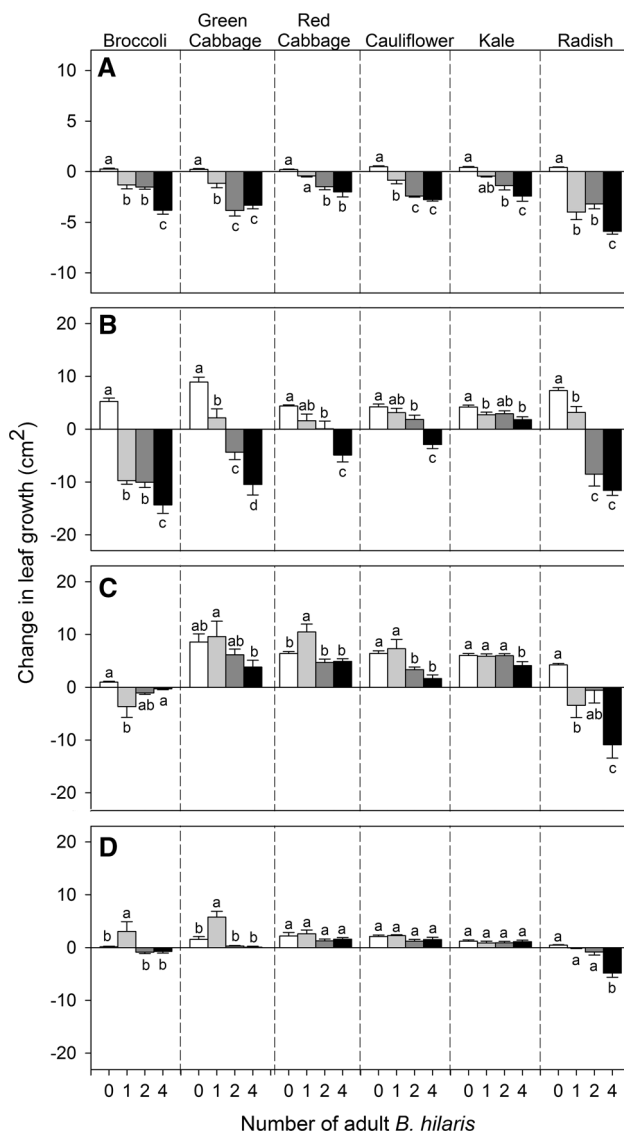 Green Red
Broccoli Cabbage Cabbage Cauliflower Kale Radish
A
10
5
0
-5
-10
a b b c a b c c a a b b a b c c a ab b c a b b c
B
20
10
0
-10
-20
a b b c a b c d a ab b c a ab b c a b ab b a b c c
C
20
10
0
-10
-20
a b ab a ab a ab b b a b b a a b b a a a b a b ab c
D
20
10
0
-10
-20
b a b b b a b b a a a a a a a a a a a a a a a b
0 1 2 4 0 1 2 4 0 1 2 4 0 1 2 4 0 1 2 4 0 1 2 4
Number of adult B. hilaris
Change in leaf growth (cm²)